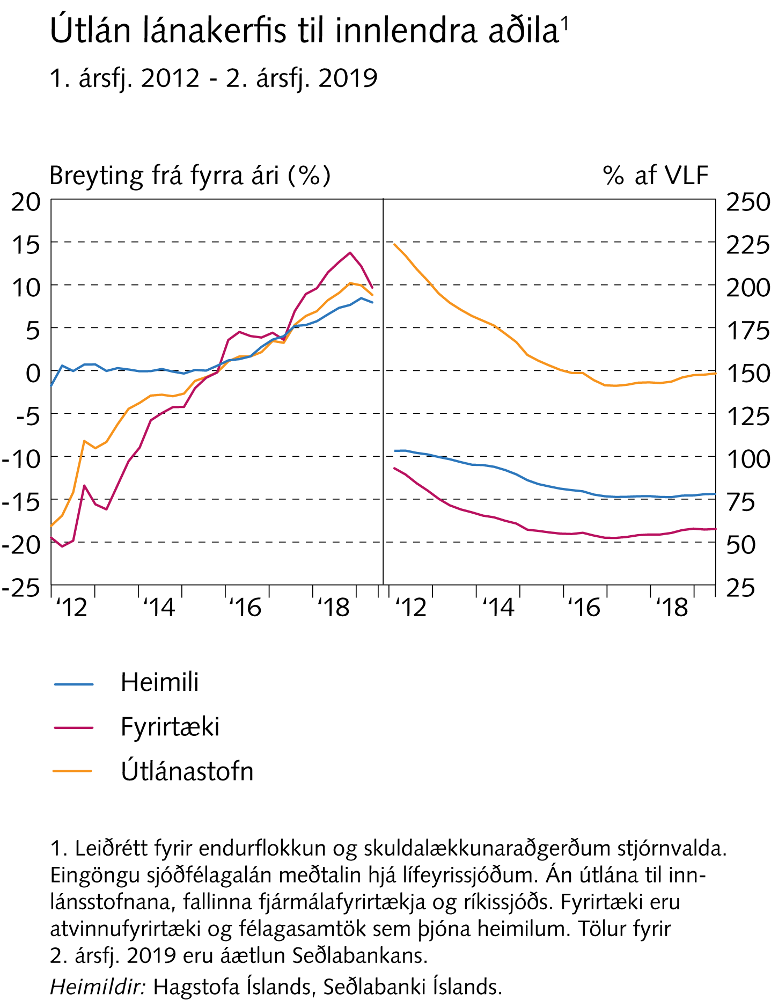 Útlán lánakerfis til innlendra aðila¹
1. ársfj. 2012 - 2. ársfj. 2019
Breyting frá fyrra ári (%)
% af VLF
20
15
10
5
0
-5
-10
-15
-20
-25
250
225
200
175
150
125
100
75
50
25
‘12 ‘14 ‘16 ‘18
‘12 ‘14 ‘16 ‘18
Heimili
Fyrirtæki
Útlánastofn
1. Leiðrétt fyrir endurflokkun og skuldalækkunaraðgerðum stjórnvalda.
Eingöngu sjóðfélagalán meðtalin hjá lífeyrissjóðum. Án útlána til inn-
lánsstofnana, fallinna fjármálafyrirtækja og ríkissjóðs. Fyrirtæki eru
atvinnufyrirtæki og félagasamtök sem þjóna heimilum. Tölur fyrir
2. ársfj. 2019 eru áætlun Seðlabankans.
Heimildir: Hagstofa Íslands, Seðlabanki Íslands.